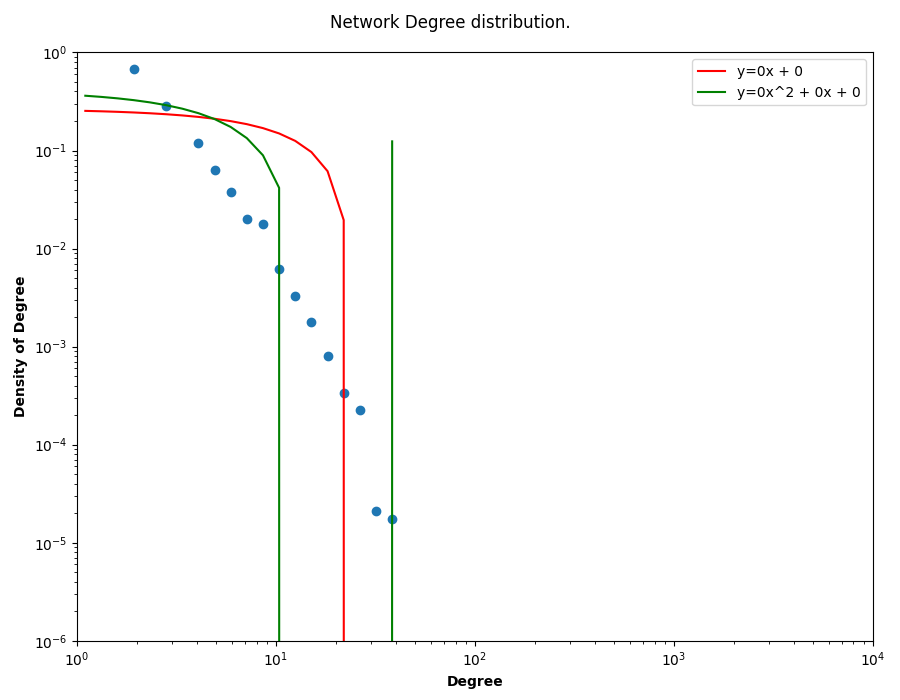 Network Degree distribution.
10^0
10^-1
10^-2
10^-3
10^-4
10^-5
10^-6
Density of Degree
y=0x + 0
y=0x^2 + 0x + 0
10^0 10^1 10^2 10^3 10^4
Degree